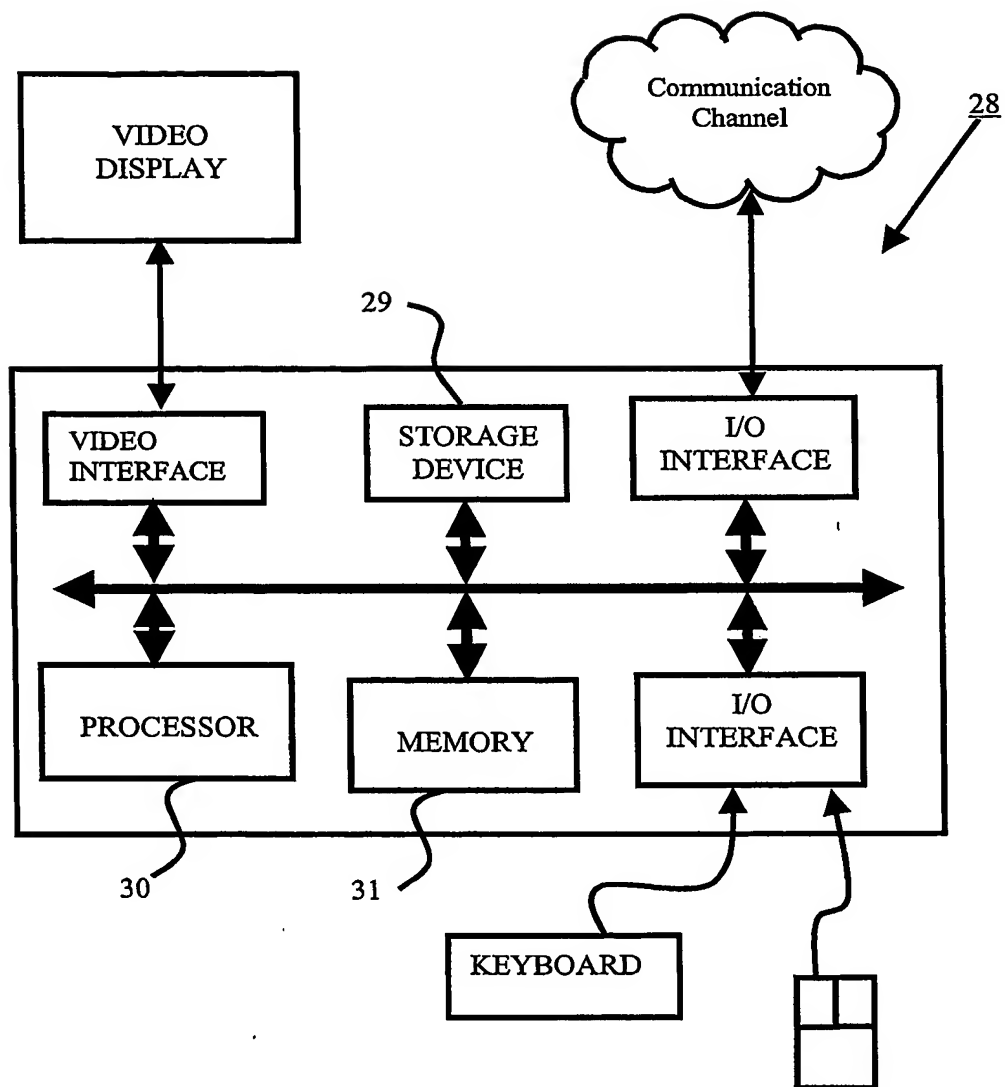 VIDEO
DISPLAY
Communication
Channel
28
29
VIDEO
INTERFACE
STORAGE
DEVICE
I/O
INTERFACE
PROCESSOR
MEMORY
I/O
INTERFACE
30
31
KEYBOARD